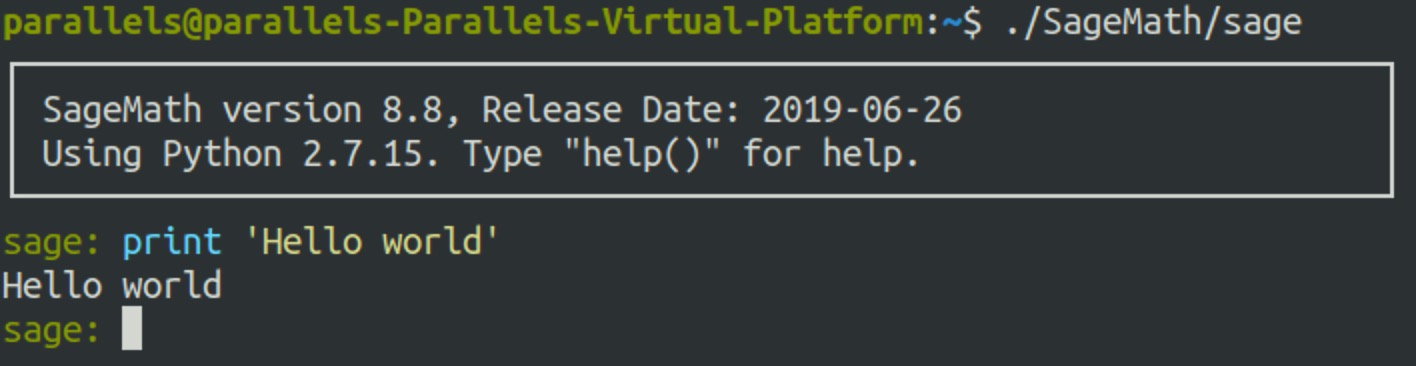 parallels@parallels-Parallels-Virtual-Platform:~$ ./SageMath/sage
SageMath version 8.8, Release Date: 2019-06-26
Using Python 2.7.15. Type "help()" for help.
sage: print 'Hello world'
Hello world
sage: